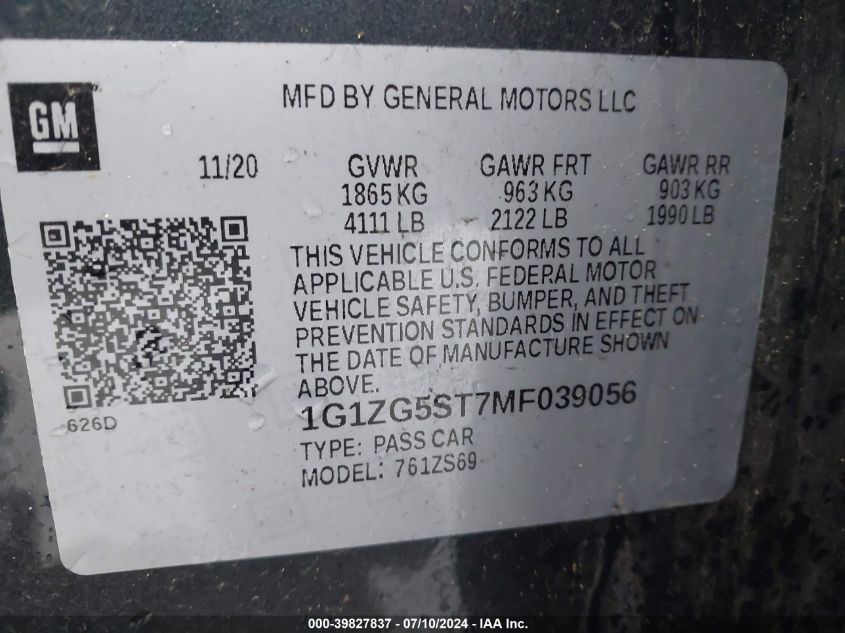 GM
MFD BY GENERAL MOTORS LLC
11/20 GVWR GAWR FRT GAWR RR
1865 KG 963 KG 903 KG
4111 LB 2122 LB 1990 LB
THIS VEHICLE CONFORMS TO ALL
APPLICABLE U.S. FEDERAL MOTOR
VEHICLE SAFETY, BUMPER, AND THEFT
PREVENTION STANDARDS IN EFFECT ON
THE DATE OF MANUFACTURE SHOWN
ABOVE.
626D
1G1ZG5ST7MF039056
TYPE: PASS CAR
MODEL: 761ZS69
000-39827837 - 07/10/2024 - IAA Inc.